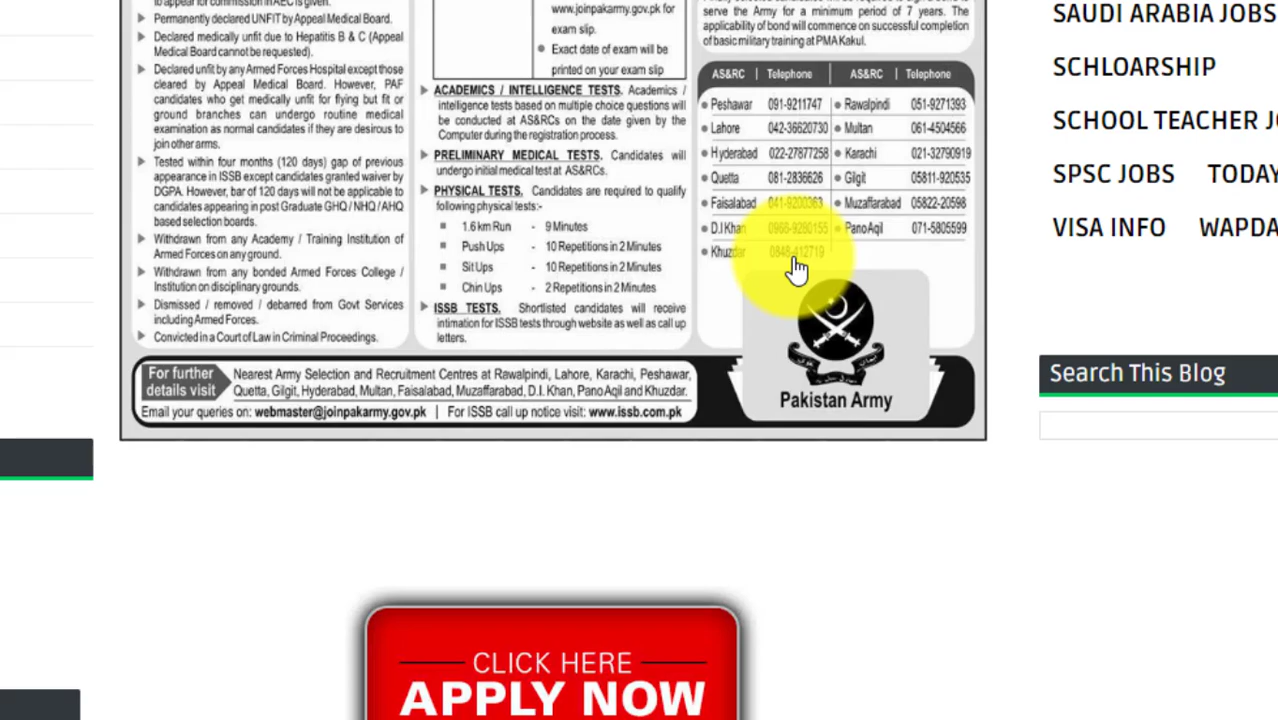 to appear for commission in AEC is given.
Permanently declared UNFIT by Appeal Medical Board.
Declared medically unfit due to Hepatitis B & C (Appeal
Medical Board cannot be requested).
Declared unfit by any Armed Forces Hospital except those
cleared by Appeal Medical Board. However, PAF
candidates who get medically unfit for flying but fit or
ground branches can undergo routine medical
examination as normal candidates if they are desirous to
join other arms.
Tested within four months (120 days) gap of previous
appearance in ISSB except candidates granted waiver by
DGPA. However, bar of 120 days will not be applicable to
candidates appearing in post Graduate GHQ / NHQ / AHQ
based selection boards.
Withdrawn from any Academy / Training Institution of
Armed Forces on any ground.
Withdrawn from any bonded Armed Forces College /
Institution on disciplinary grounds.
Dismissed / removed / debarred from Govt Services
including Armed Forces.
Convicted in a Court of Law in Criminal Proceedings.
www.joinpakarmy.gov.pk for
exam slip.
Exact date of exam will be
printed on your exam slip
ACADEMICS / INTELLIGENCE TESTS. Academics /
intelligence tests based on multiple choice questions will
be conducted at AS&RCs on the date given by the
Computer during the registration process.
PRELIMINARY MEDICAL TESTS. Candidates will
undergo initial medical test at AS&RCs.
PHYSICAL TESTS. Candidates are required to qualify
following physical tests:-
1.6 km Run - 9 Minutes
Push Ups - 10 Repetitions in 2 Minutes
Sit Ups - 10 Repetitions in 2 Minutes
Chin Ups - 2 Repetitions in 2 Minutes
ISSB TESTS. Shortlisted candidates will receive
intimation for ISSB tests through website as well as call up
letters.
serve the Army for a minimum period of 7 years. The
applicability of bond will commence on successful completion
of basic military training at PMA Kakul.
AS&RC Telephone AS&RC Telephone
Peshawar 091-9211747 Rawalpindi 051-9271393
Lahore 042-36620730 Multan 061-4504566
Hyderabad 022-27877258 Karachi 021-32790919
Quetta 081-2836626 Gilgit 05811-920535
Faisalabad 041-9200363 Muzaffarabad 05822-20598
D.I Khan 0966-9280155 Pano Aqil 071-5805599
Khuzdar 0848-412719
For further
details visit
Nearest Army Selection and Recruitment Centres at Rawalpindi, Lahore, Karachi, Peshawar,
Quetta, Gilgit, Hyderabad, Multan, Faisalabad, Muzaffarabad, D.I. Khan, Pano Aqil and Khuzdar.
Email your queries on: webmaster@joinpakarmy.gov.pk | For ISSB call up notice visit: www.issb.com.pk
Pakistan Army
CLICK HERE
APPLY NOW
SAUDI ARABIA JOBS
SCHLOARSHIP
SCHOOL TEACHER
SPSC JOBS TODAY
VISA INFO WAPDA
Search This Blog